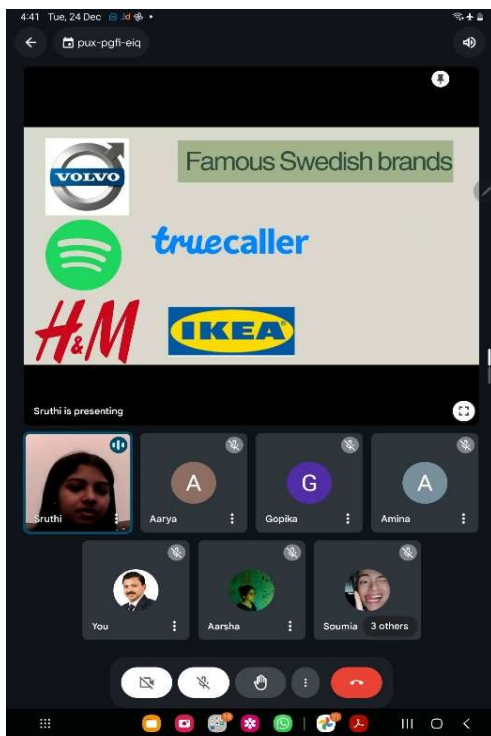 4:41 Tue, 24 Dec
pux-pgfi-eiq
VOLVO
Famous Swedish brands
truecaller
H&M
IKEA
Sruthi is presenting
Sruthi
A
Aarya
G
Gopika
A
Amina
You
Aarsha
Soumia
3 others